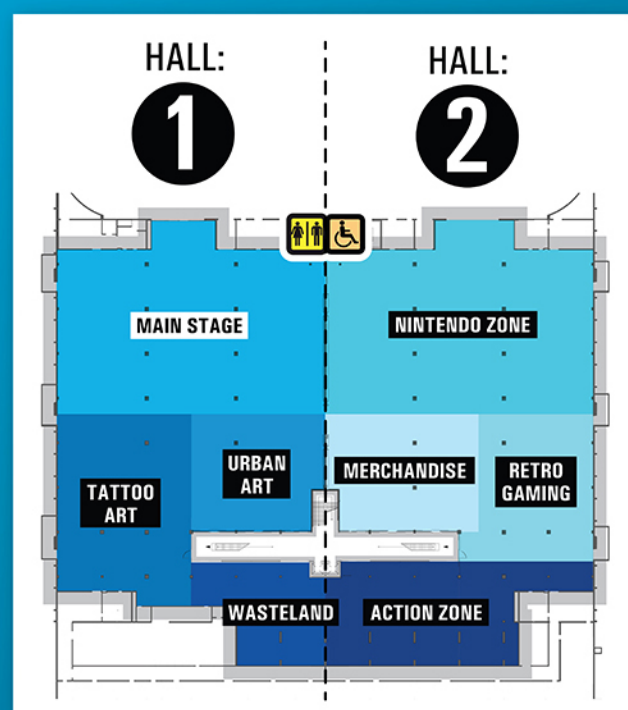 HALL:
1
HALL:
2
MAIN STAGE
NINTENDO ZONE
TATTOO
ART
URBAN
ART
MERCHANDISE
RETRO
GAMING
WASTELAND
ACTION ZONE